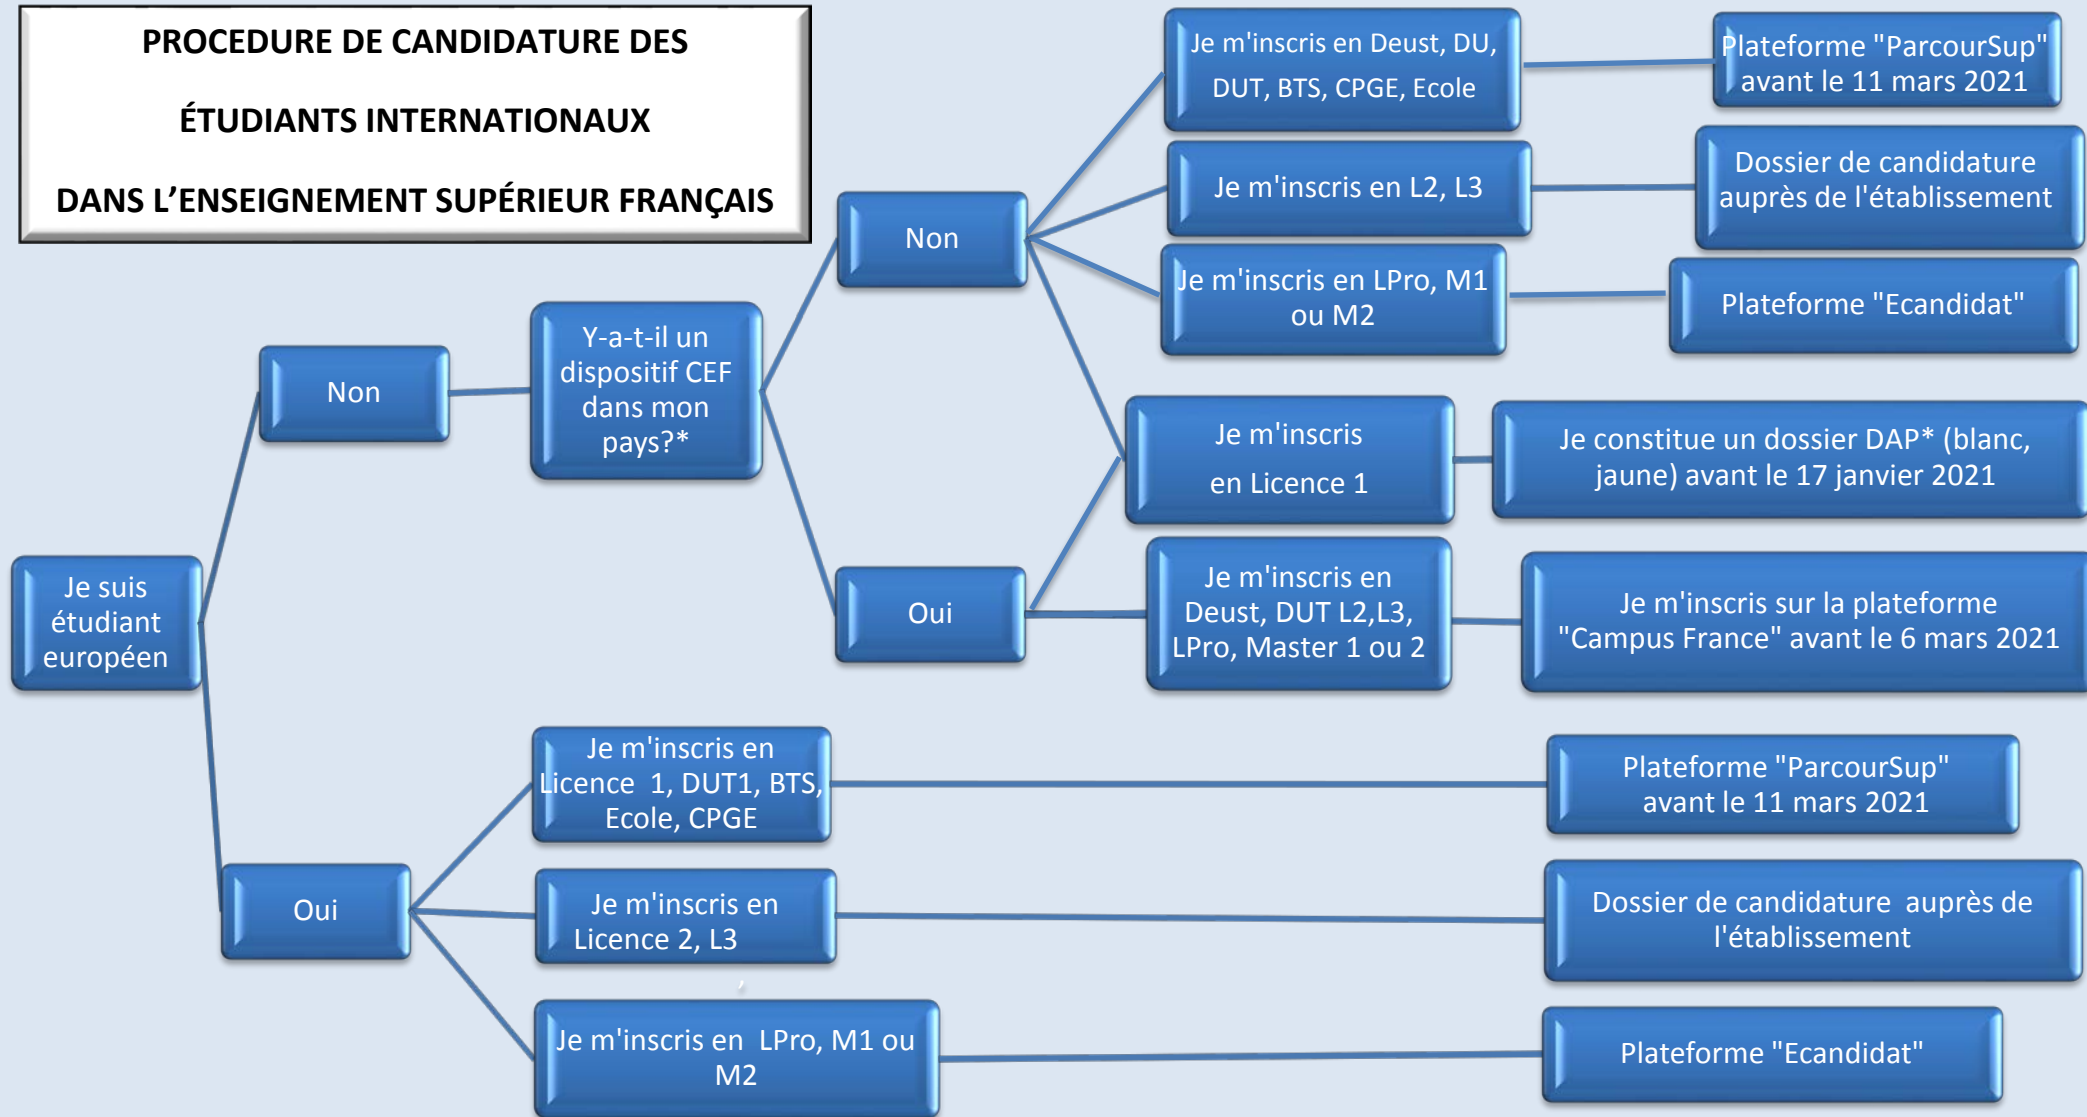 PROCEDURE DE CANDIDATURE DES
ÉTUDIANTS INTERNATIONAUX
DANS L'ENSEIGNEMENT SUPÉRIEUR FRANÇAIS
Je suis
étudiant
européen
Non
Y-a-t-il un
dispositif CEF
dans mon
pays?*
Non
Je m'inscris en Deust, DU,
DUT, BTS, CPGE, Ecole
Plateforme "ParcourSup"
avant le 11 mars 2021
Je m'inscris en L2, L3
Dossier de candidature
auprès de l'établissement
Je m'inscris en LPro, M1
ou M2
Plateforme "Ecandidat"
Je m'inscris
en Licence 1
Je constitue un dossier DAP* (blanc,
jaune) avant le 17 janvier 2021
Oui
Je m'inscris en
Deust, DUT L2,L3,
LPro, Master 1 ou 2
Je m'inscris sur la plateforme
"Campus France" avant le 6 mars 2021
Oui
Je m'inscris en
Licence  1, DUT1, BTS,
Ecole, CPGE
Plateforme "ParcourSup"
avant le 11 mars 2021
Je m'inscris en
Licence 2, L3
,
Dossier de candidature  auprès de
l'établissement
Je m'inscris en  LPro, M1 ou
M2
Plateforme "Ecandidat"